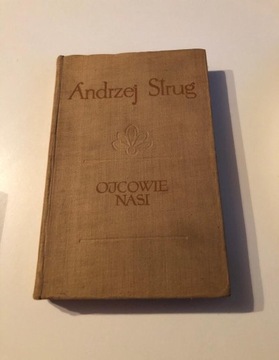 Andrzej Strug
OJCOWIE
NASI